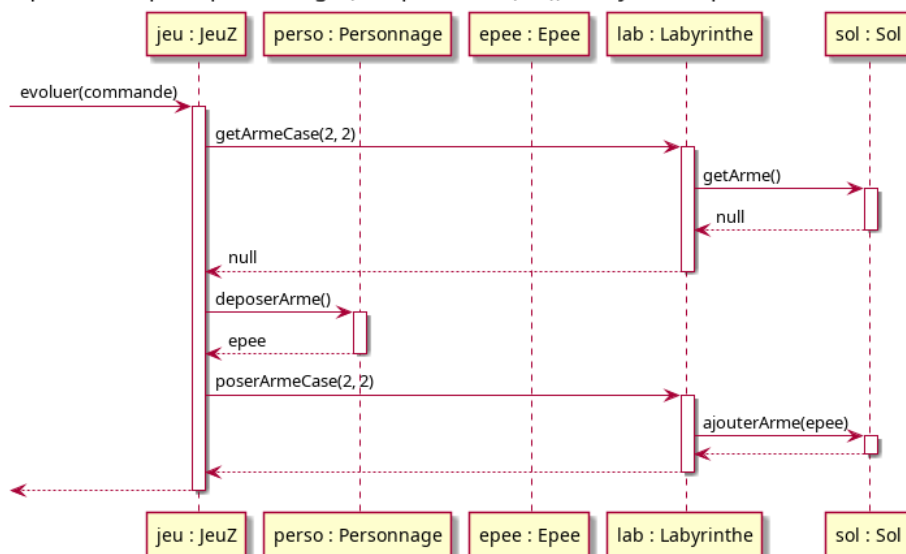 jeu : JeuZ
perso : Personnage
epee : Epee
lab : Labyrinthe
sol : Sol
evoluer(commande)
getArmeCase(2, 2)
getArme()
null
null
deposerArme()
epee
poserArmeCase(2, 2)
ajouterArme(epee)
jeu : JeuZ
perso : Personnage
epee : Epee
lab : Labyrinthe
sol : Sol